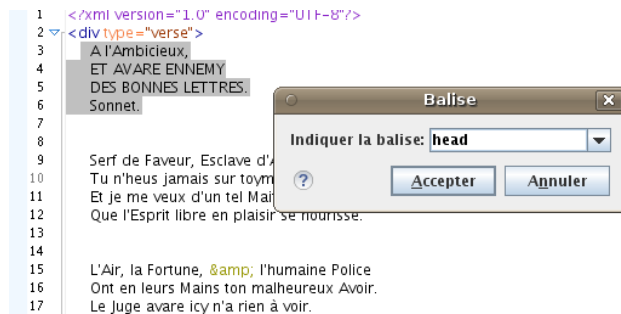 1 <?xml version="1.0" encoding="UTF-8"?>
2 <div type="verse">
3 A l'Ambicieux,
4 ET AVARE ENNEMY
5 DES BONNES LETTRES.
6 Sonnet.
7
8
9 Serf de Faveur, Esclave
10 Tu n'heus jamais sur
11 Et je me veux d'un tel
12 Que l'Esprit libre en plaisir se nourisse.
13
14
15 L'Air, la Fortune, &amp; l'humaine Police
16 Ont en leurs Mains ton malheureux Avoir.
17 Le Juge avare icy n'a rien à voir.
Balise
Indiquer la balise: head
? Accepter Annuler